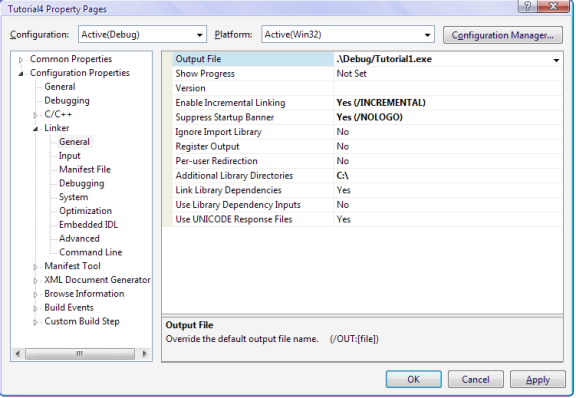 Tutorial4 Property Pages
Configuration: Active(Debug) Platform: Active(Win32) Configuration Manager...
Common Properties
Configuration Properties
General
Debugging
C/C++
Linker
General
Input
Manifest File
Debugging
System
Optimization
Embedded IDL
Advanced
Command Line
Manifest Tool
XML Document Generator
Browse Information
Build Events
Custom Build Step
Output File .\Debug/Tutorial1.exe
Show Progress Not Set
Version
Enable Incremental Linking Yes (/INCREMENTAL)
Suppress Startup Banner Yes (/NOLOGO)
Ignore Import Library No
Register Output No
Per-user Redirection No
Additional Library Directories C:\
Link Library Dependencies Yes
Use Library Dependency Inputs No
Use UNICODE Response Files Yes
Output File
Override the default output file name. (/OUT:[file])
OK Cancel Apply